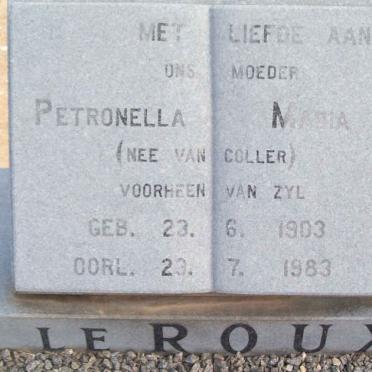 MET LIEFDE AAN
ONS MOEDER
PETRONELLA MARIA
(NEE VAN COLLER)
VOORHEEN VAN ZYL
GEB. 23. 6. 1903
OORL. 29. 7. 1983
LE ROUX